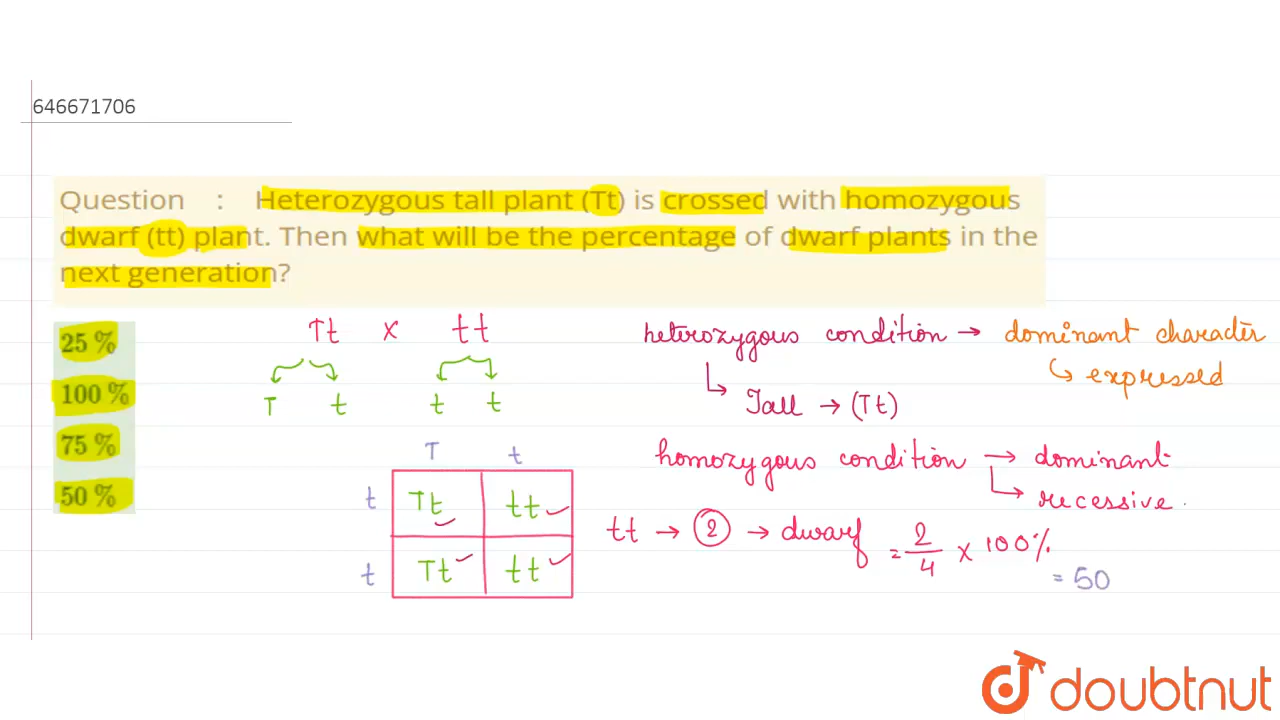 646671706
Question : Heterozygous tall plant (Tt) is crossed with homozygous
dwarf (tt) plant. Then what will be the percentage of dwarf plants in the
next generation?
25 %
100 %
75 %
50 %
Tt x tt
T t t t
T t
t Tt tt
t Tt tt
heterozygous condition → dominant character
↳ expressed
↳ Tall → (Tt)
homozygous condition → dominant
↳ recessive.
tt → 2 → dwarf = 2/4 x 100%
= 50
doubtnut